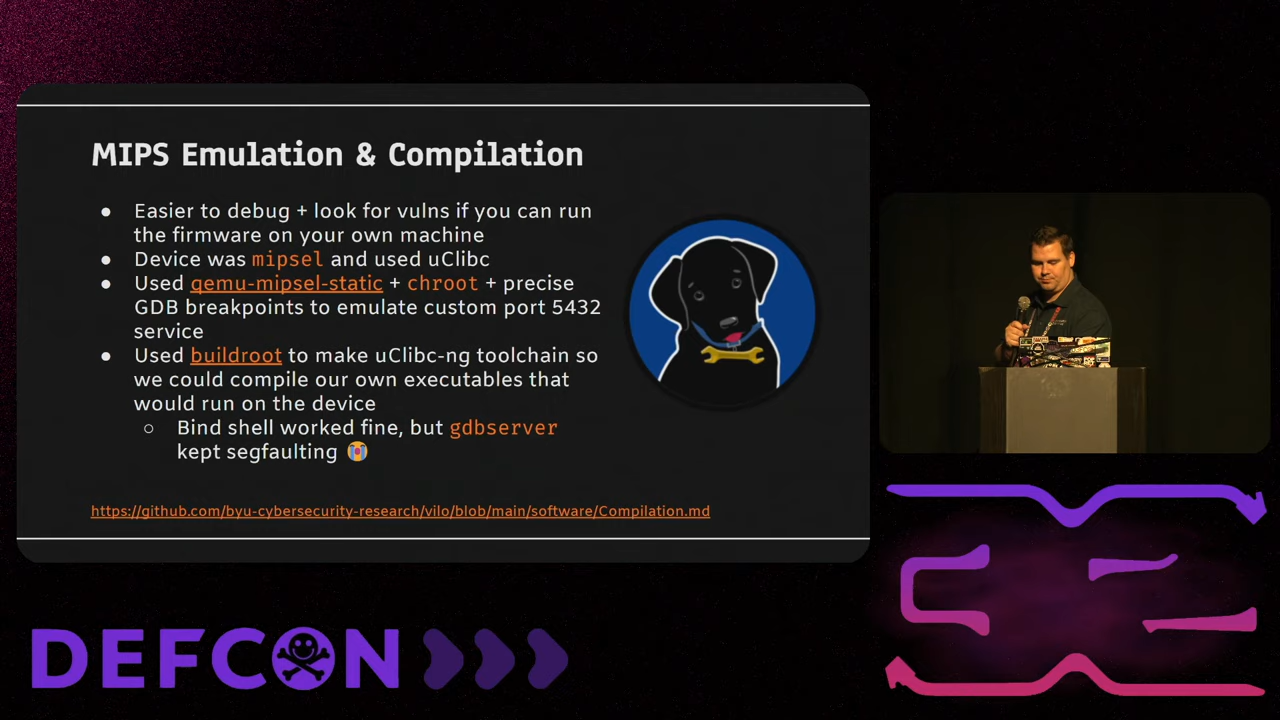 MIPS Emulation & Compilation
● Easier to debug + look for vulns if you can run
the firmware on your own machine
● Device was mipsel and used uClibc
● Used qemu-mipsel-static + chroot + precise
GDB breakpoints to emulate custom port 5432
service
● Used buildroot to make uClibc-ng toolchain so
we could compile our own executables that
would run on the device
○ Bind shell worked fine, but gdbserver
kept segfaulting 😭
https://github.com/byu-cybersecurity-research/vilo/blob/main/software/Compilation.md
DEFCON